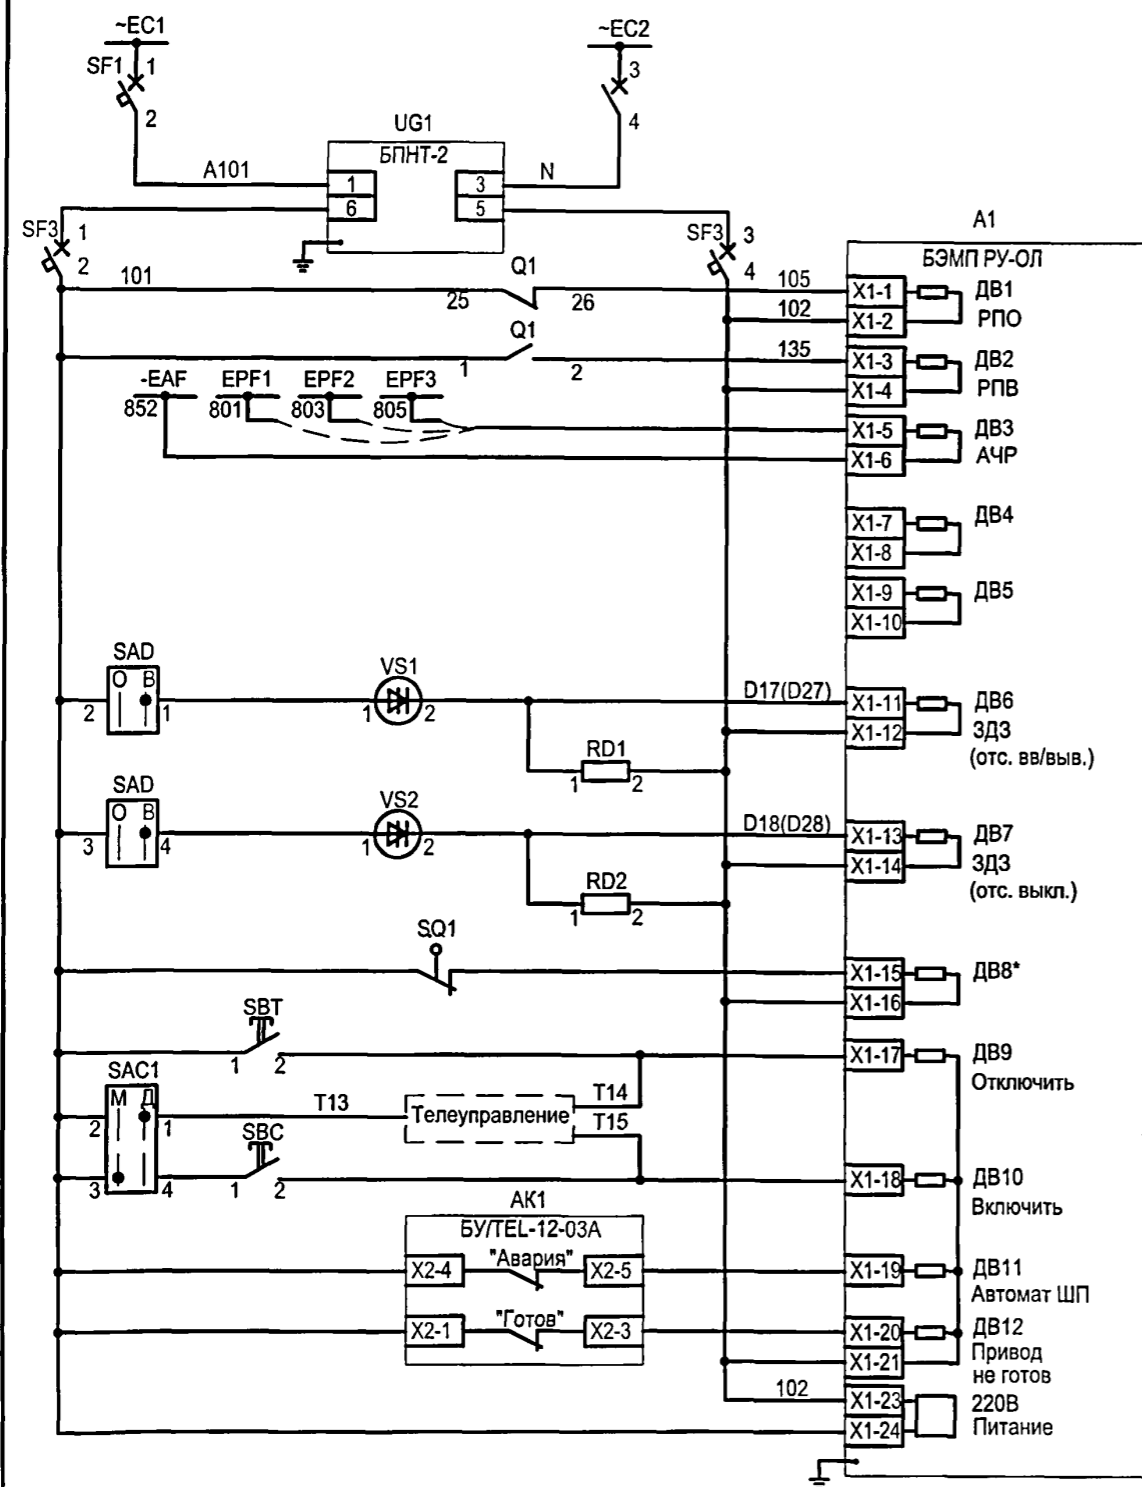 ~EC1
~EC2
SF1 1
3
2
4
UG1
БПНТ-2
A101
N
1
3
6
5
A1
SF3 1
SF3 3
2
4
БЭМП РУ-ОЛ
101
Q1
105
X1-1
ДВ1
25
26
102
X1-2
РПО
Q1
135
X1-3
ДВ2
1
2
X1-4
РПВ
-EAF EPF1 EPF2 EPF3
852 801 803 805
X1-5
ДВ3
X1-6
АЧР
X1-7
ДВ4
X1-8
X1-9
ДВ5
X1-10
SAD
О В
VS1
2 1
1 2
D17(D27)
X1-11
ДВ6
X1-12
ЗДЗ
(отс. вв/выв.)
RD1
1 2
SAD
О В
VS2
3 4
1 2
D18(D28)
X1-13
ДВ7
X1-14
ЗДЗ
(отс. выкл.)
RD2
1 2
SQ1
X1-15
ДВ8*
X1-16
SBT
1 2
X1-17
ДВ9
Отключить
SAC1
М Д
2 1
T13
Телеуправление
T14
T15
SBC
3 4
1 2
X1-18
ДВ10
Включить
АК1
БУ/TEL-12-03А
X2-4
"Авария"
X2-5
X1-19
ДВ11
Автомат ШП
X2-1
"Готов"
X2-3
X1-20
ДВ12
X1-21
Привод
не готов
102
X1-23
220В
X1-24
Питание